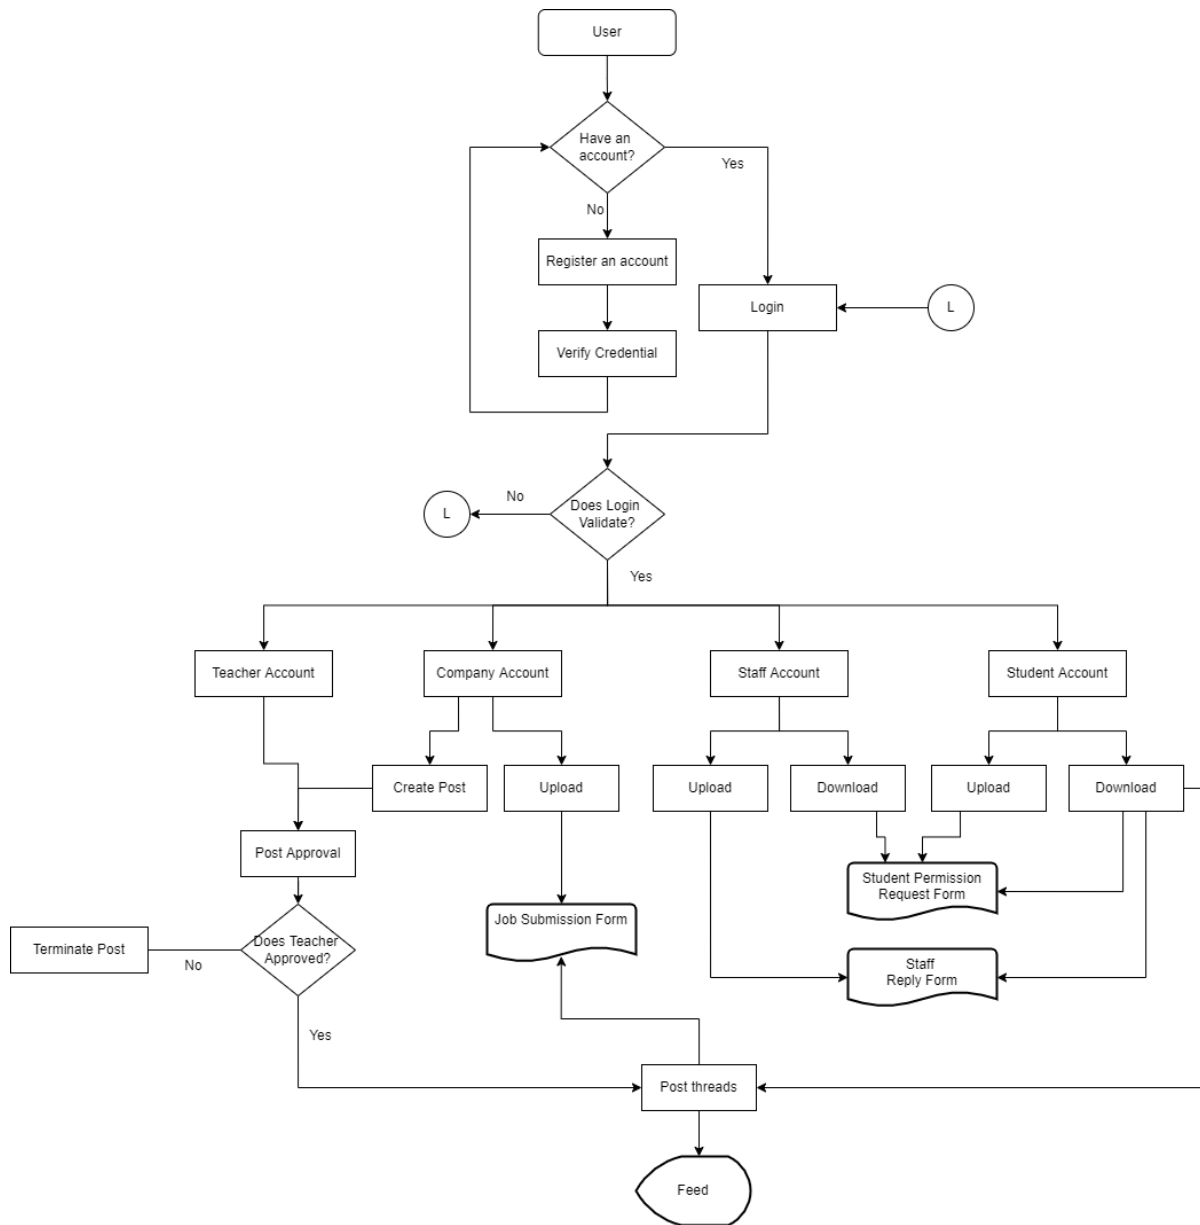 User
Have an
account?
Yes
No
Register an account
Login
L
Verify Credential
Does Login
Validate?
No
L
Yes
Teacher Account
Company Account
Staff Account
Student Account
Create Post
Upload
Upload
Download
Upload
Download
Post Approval
Student Permission
Request Form
Job Submission Form
Does Teacher
Approved?
Terminate Post
No
Staff
Reply Form
Yes
Post threads
Feed